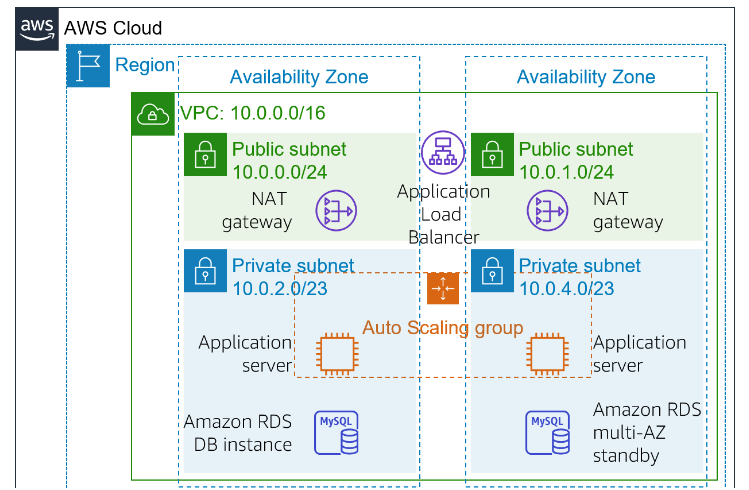 aws
AWS Cloud
Region
Availability Zone
Availability Zone
VPC: 10.0.0.0/16
Public subnet
10.0.0.0/24
NAT
gateway
Application
Load
Balancer
Public subnet
10.0.1.0/24
NAT
gateway
Private subnet
10.0.2.0/23
Private subnet
10.0.4.0/23
Auto Scaling group
Application
server
Application
server
Amazon RDS
DB instance
MySQL
MySQL
Amazon RDS
multi-AZ
standby